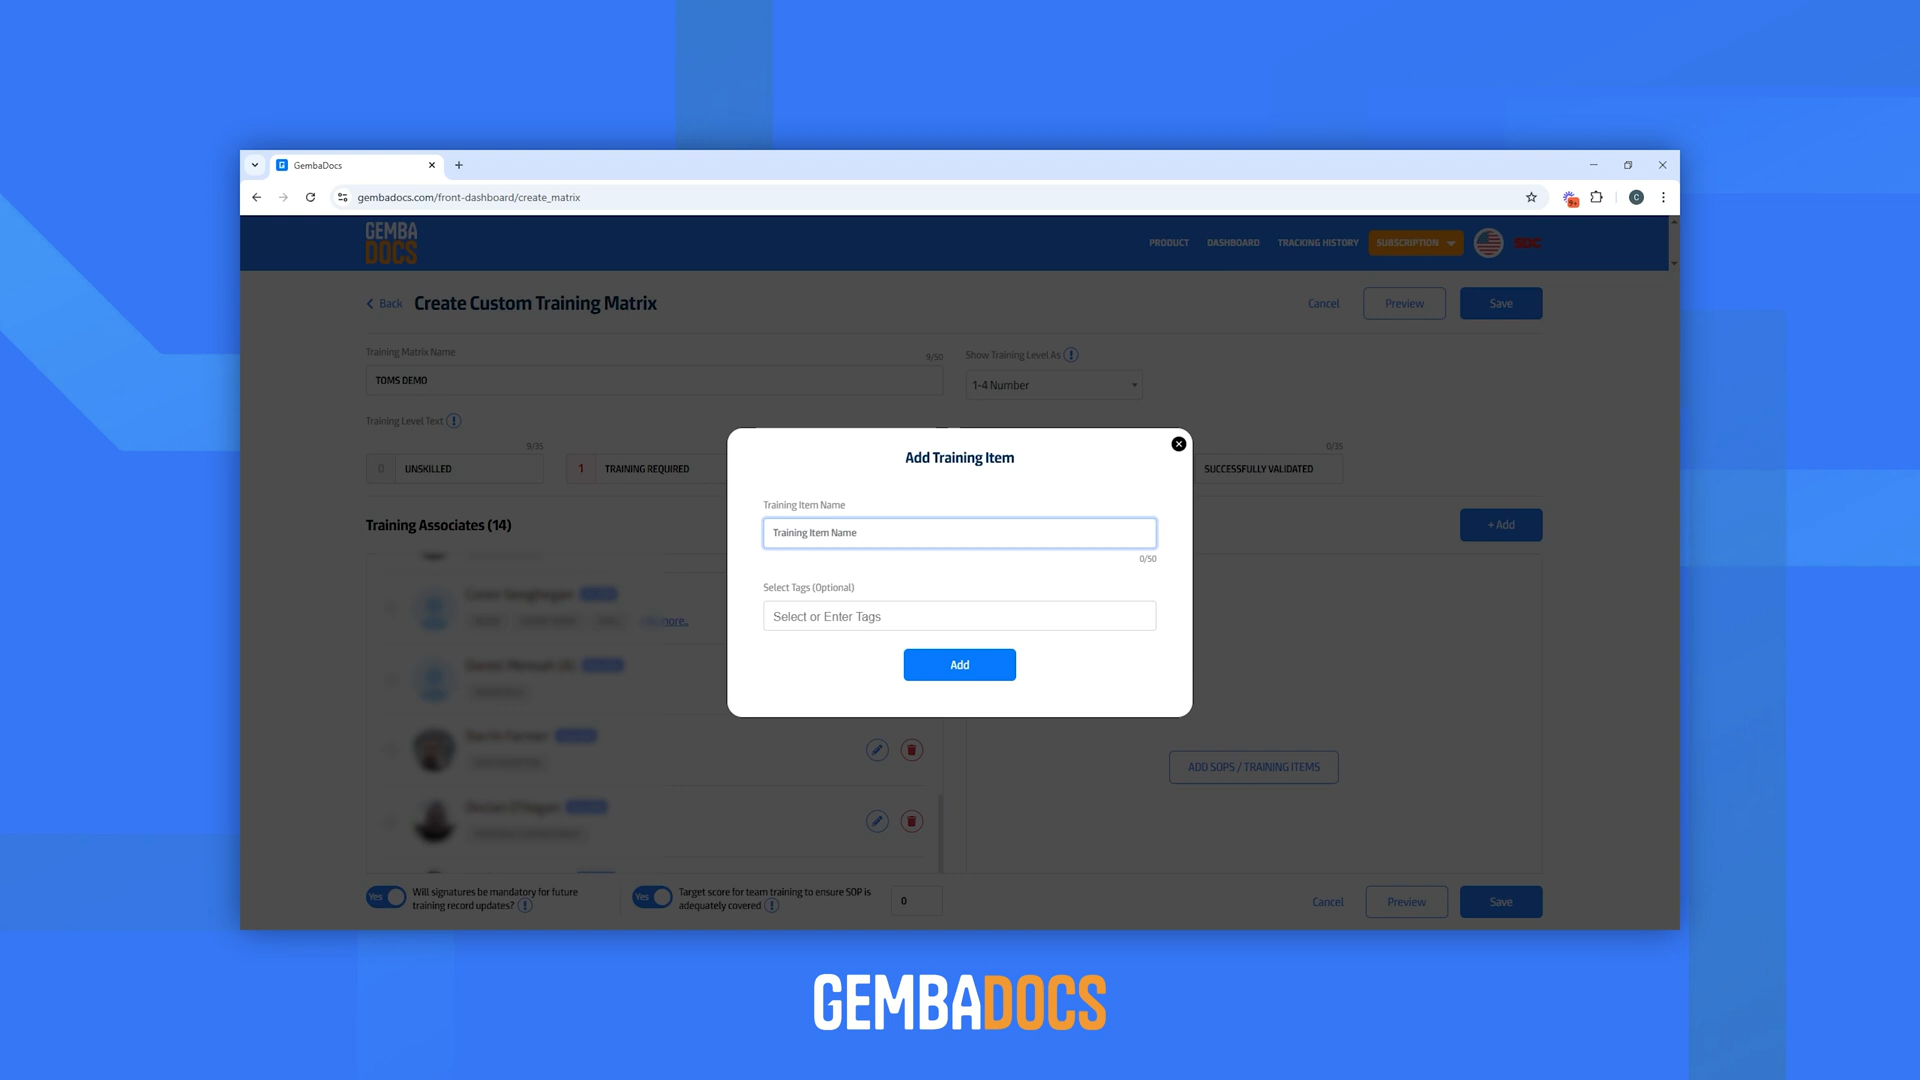 GembaDocs
gembadocs.com/front-dashboard/create_matrix
9+
C
GEMBA
DOCS
PRODUCT
DASHBOARD
TRACKING HISTORY
SUBSCRIPTION
SDC
Back
Create Custom Training Matrix
Cancel
Preview
Save
Training Matrix Name
9/50
TOMS DEMO
Show Training Level As
1-4 Number
Training Level Text
9/35
0
UNSKILLED
1
TRAINING REQUIRED
0/35
SUCCESSFULLY VALIDATED
Training Associates (14)
+ Add
more..
Add Training Item
Training Item Name
Training Item Name
0/50
Select Tags (Optional)
Select or Enter Tags
Add
ADD SOPS / TRAINING ITEMS
Yes
Will signatures be mandatory for future
training record updates?
Yes
Target score for team training to ensure SOP is
adequately covered
0
Cancel
Preview
Save
GEMBADOCS